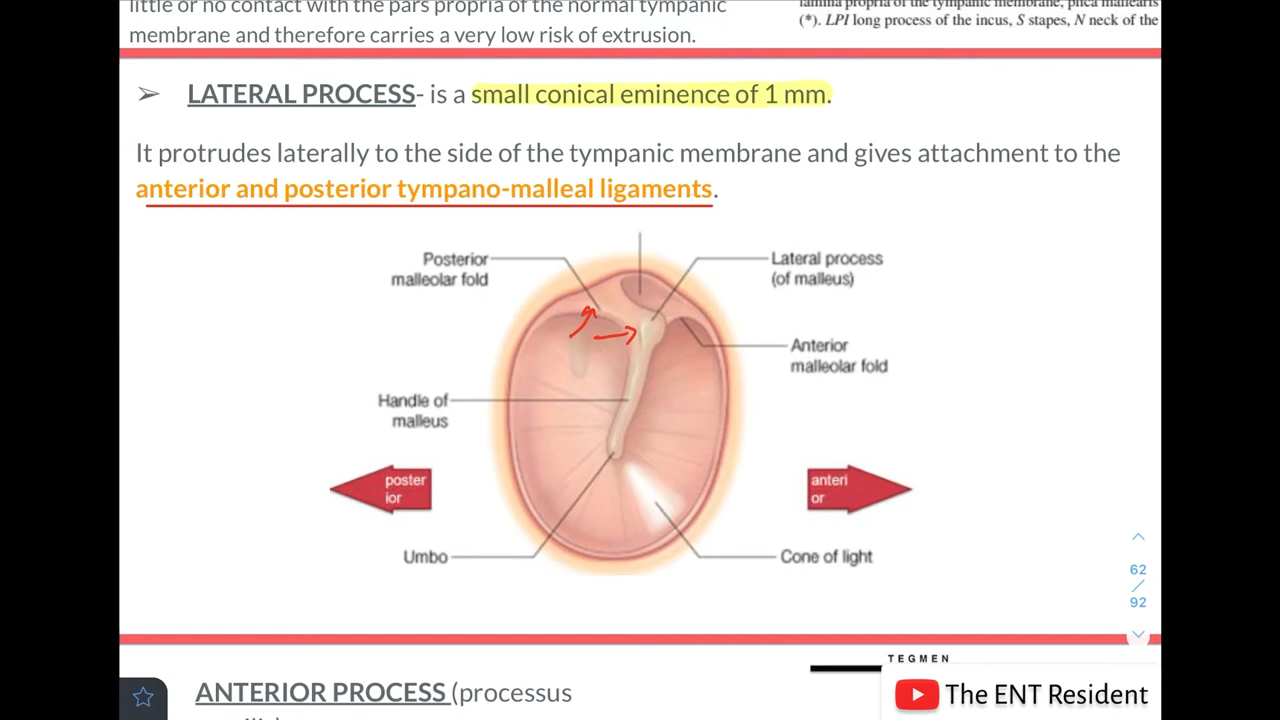 little or no contact with the pars propria of the normal tympanic
membrane and therefore carries a very low risk of extrusion.
lamina propria of the tympanic membrane, plica mallearis
(*). LPI long process of the incus, S stapes, N neck of the
➢ LATERAL PROCESS- is a small conical eminence of 1 mm.
It protrudes laterally to the side of the tympanic membrane and gives attachment to the
anterior and posterior tympano-malleal ligaments.
Posterior
malleolar fold
Lateral process
(of malleus)
Anterior
malleolar fold
Handle of
malleus
poster
ior
anteri
or
Umbo
Cone of light
62
/
92
TEGMEN
ANTERIOR PROCESS (processus
The ENT Resident